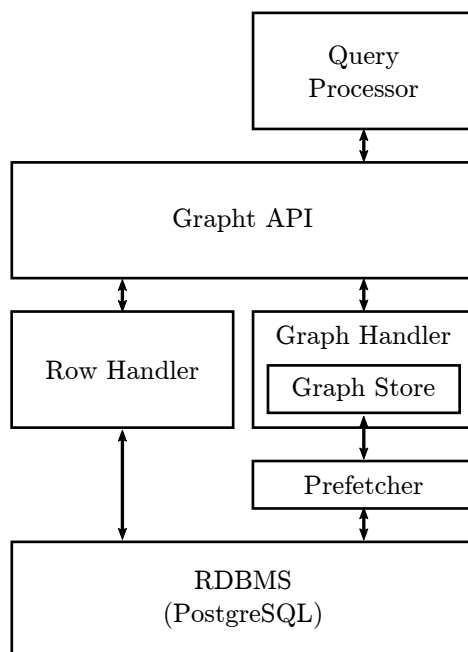 Query
Processor
Grapht API
Row Handler
Graph Handler
Graph Store
Prefetcher
RDBMS
(PostgreSQL)